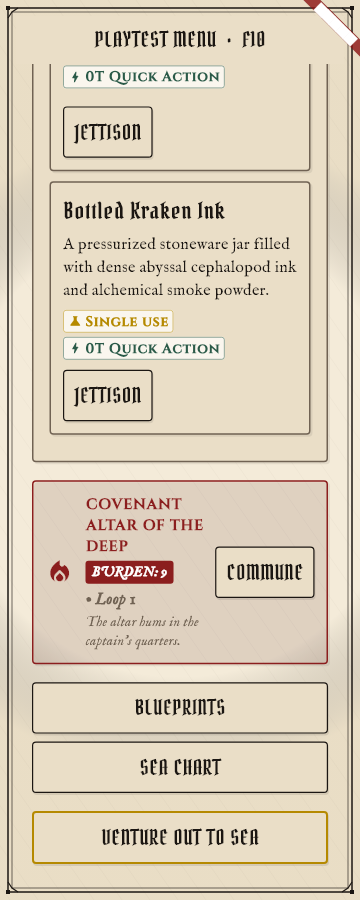 PLAYTEST MENU · F10
0T QUICK ACTION
JETTISON
Bottled Kraken Ink
A pressurized stoneware jar filled
with dense abyssal cephalopod ink
and alchemical smoke powder.
SINGLE USE
0T QUICK ACTION
JETTISON
COVENANT
ALTAR OF THE
DEEP
BURDEN: 9
• Loop 1
The altar hums in the
captain's quarters.
COMMUNE
BLUEPRINTS
SEA CHART
VENTURE OUT TO SEA